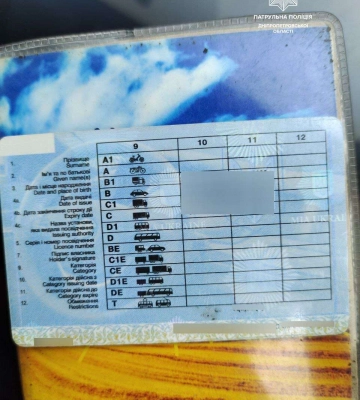 ПАТРУЛЬНА ПОЛІЦІЯ
ДНІПРОПЕТРОВСЬКОЇ
ОБЛАСТІ
9 10 11 12
1. Прізвище
Surname
2. Ім'я та по батькові
Given name(s)
3. Дата і місце народження
Date and place of birth
4a. Дата видачі
Date of issue
4b. Дата закінчення строку дії
Expiry date
4c. Назва установи,
яка видала посвідчення
Issuing authority
5. Серія і номер посвідчення
Licence number
7. Підпис власника
Holder's signature
9. Категорія
Category
10. Категорія дійсна з
Category issuing date
11. Категорія дійсна до
Category expire
12. Обмеження
Restrictions
A1
A
B1
B
C1
C
D1
D
BE
C1E
CE
D1E
DE
T